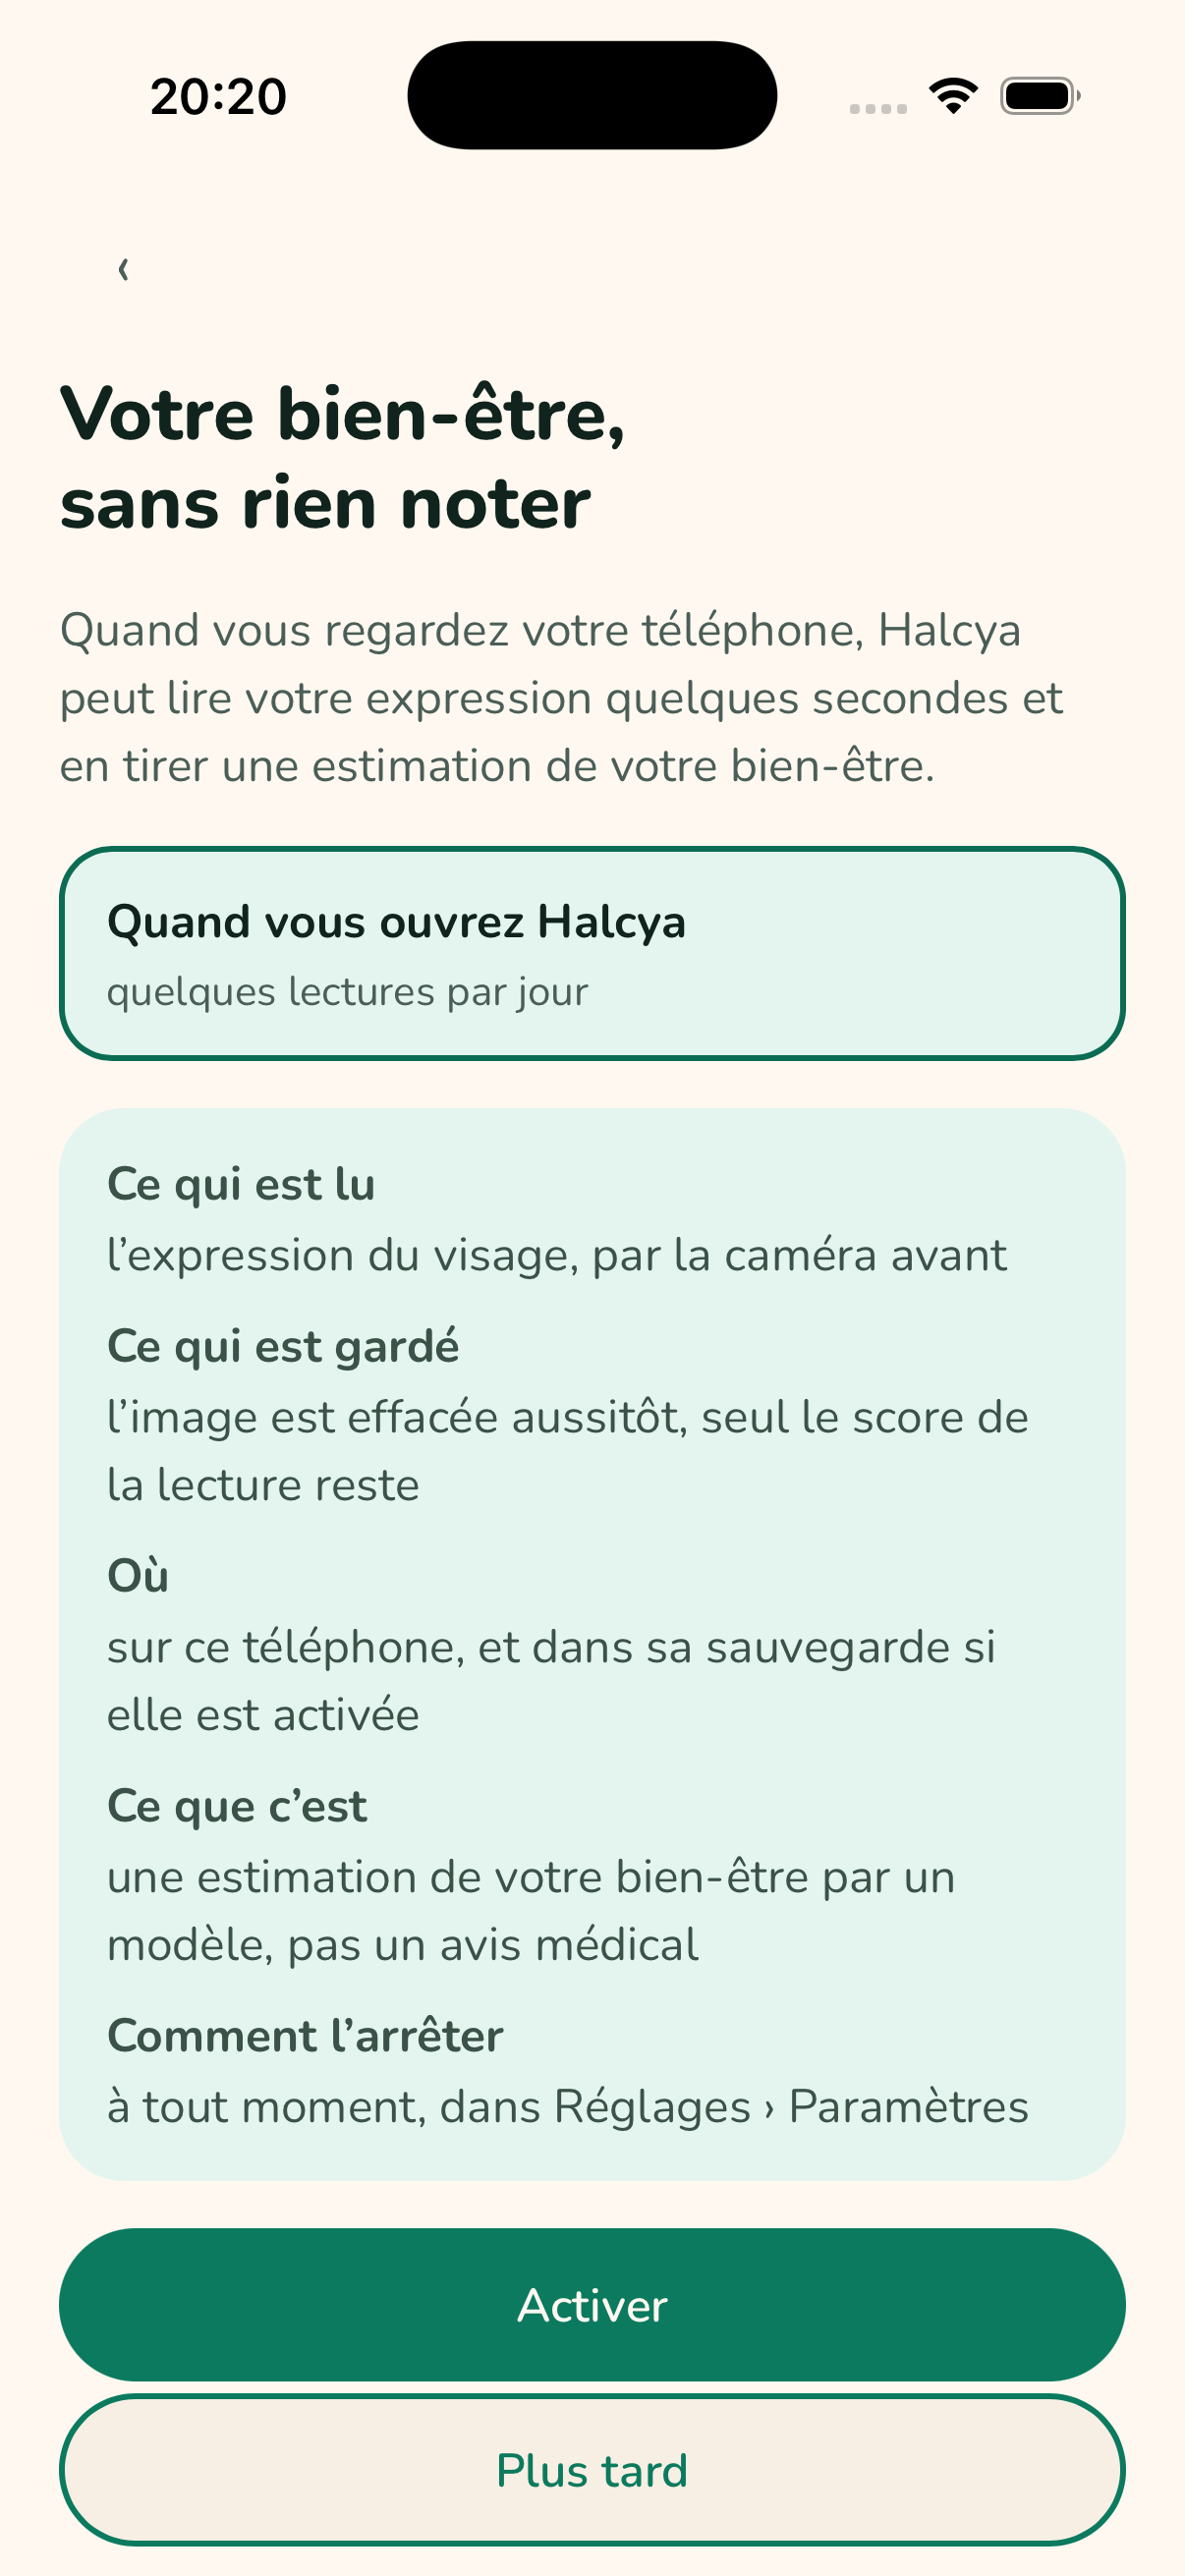 20:20
‹
Votre bien-être,
sans rien noter
Quand vous regardez votre téléphone, Halcya
peut lire votre expression quelques secondes et
en tirer une estimation de votre bien-être.
Quand vous ouvrez Halcya
quelques lectures par jour
Ce qui est lu
l’expression du visage, par la caméra avant
Ce qui est gardé
l’image est effacée aussitôt, seul le score de
la lecture reste
Où
sur ce téléphone, et dans sa sauvegarde si
elle est activée
Ce que c’est
une estimation de votre bien-être par un
modèle, pas un avis médical
Comment l’arrêter
à tout moment, dans Réglages › Paramètres
Activer
Plus tard